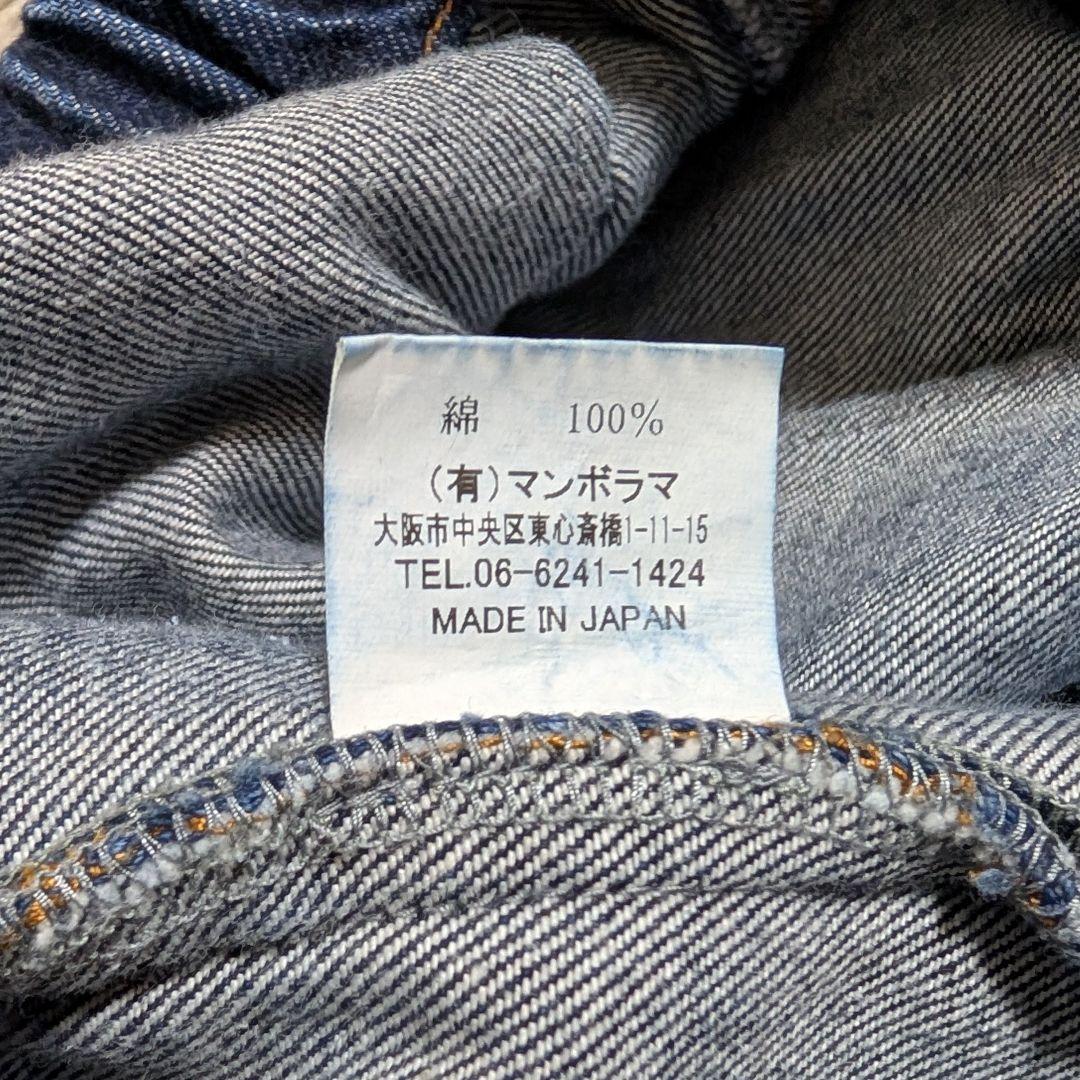 綿 100%
(有)マンボラマ
大阪市中央区東心斎橋1-11-15
TEL.06-6241-1424
MADE IN JAPAN